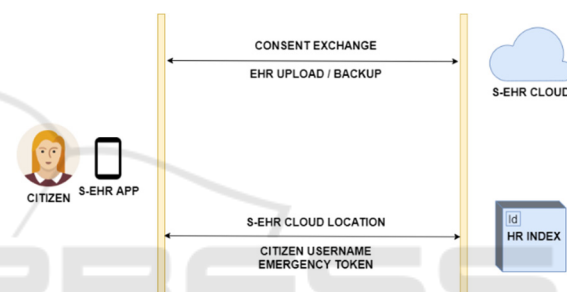 CONSENT EXCHANGE
EHR UPLOAD / BACKUP
S-EHR CLOUD
CITIZEN
S-EHR APP
S-EHR CLOUD LOCATION
CITIZEN USERNAME
EMERGENCY TOKEN
Id
HR INDEX
PRESS